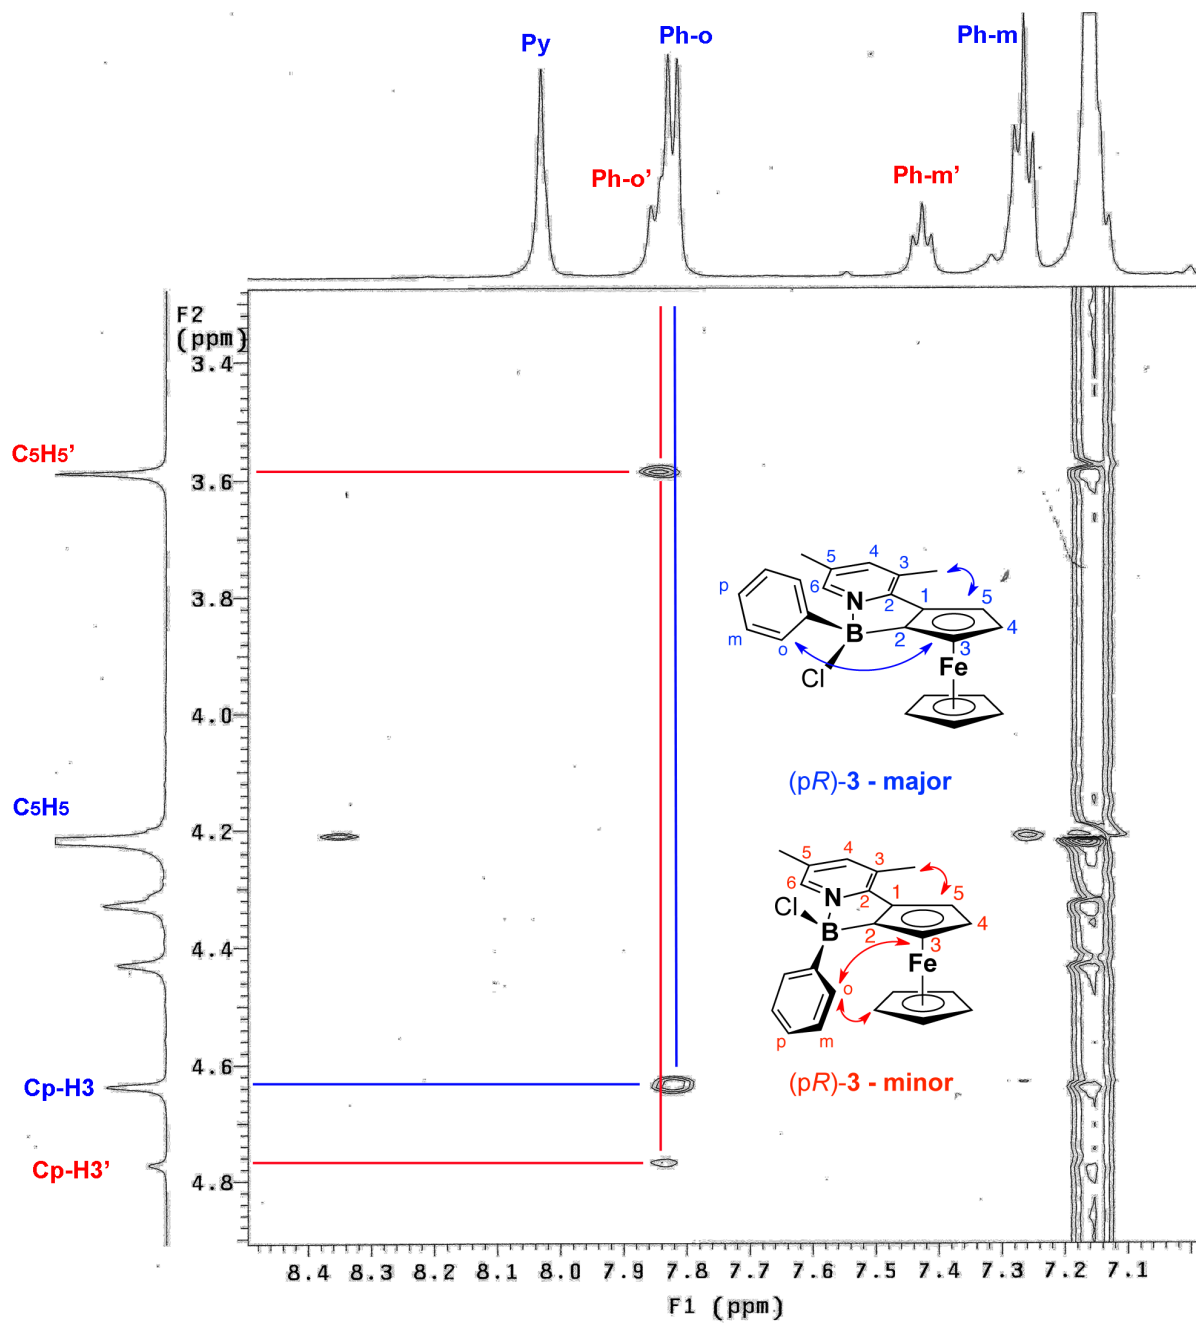 Py
Ph-o
Ph-m
Ph-o’
Ph-m’
F2
(ppm)
3.4
C5H5’
3.6
3.8
4.0
C5H5
4.2
4.4
4.6
Cp-H3
Cp-H3’
4.8
5
4
3
6
p
N
2
1
5
B
2
4
m
o
3
Cl
Fe
(pR)-3 - major
5
4
3
6
N
2
1
5
Cl
B
2
4
3
Fe
o
p
m
(pR)-3 - minor
8.4 8.3 8.2 8.1 8.0 7.9 7.8 7.7 7.6 7.5 7.4 7.3 7.2 7.1
F1 (ppm)